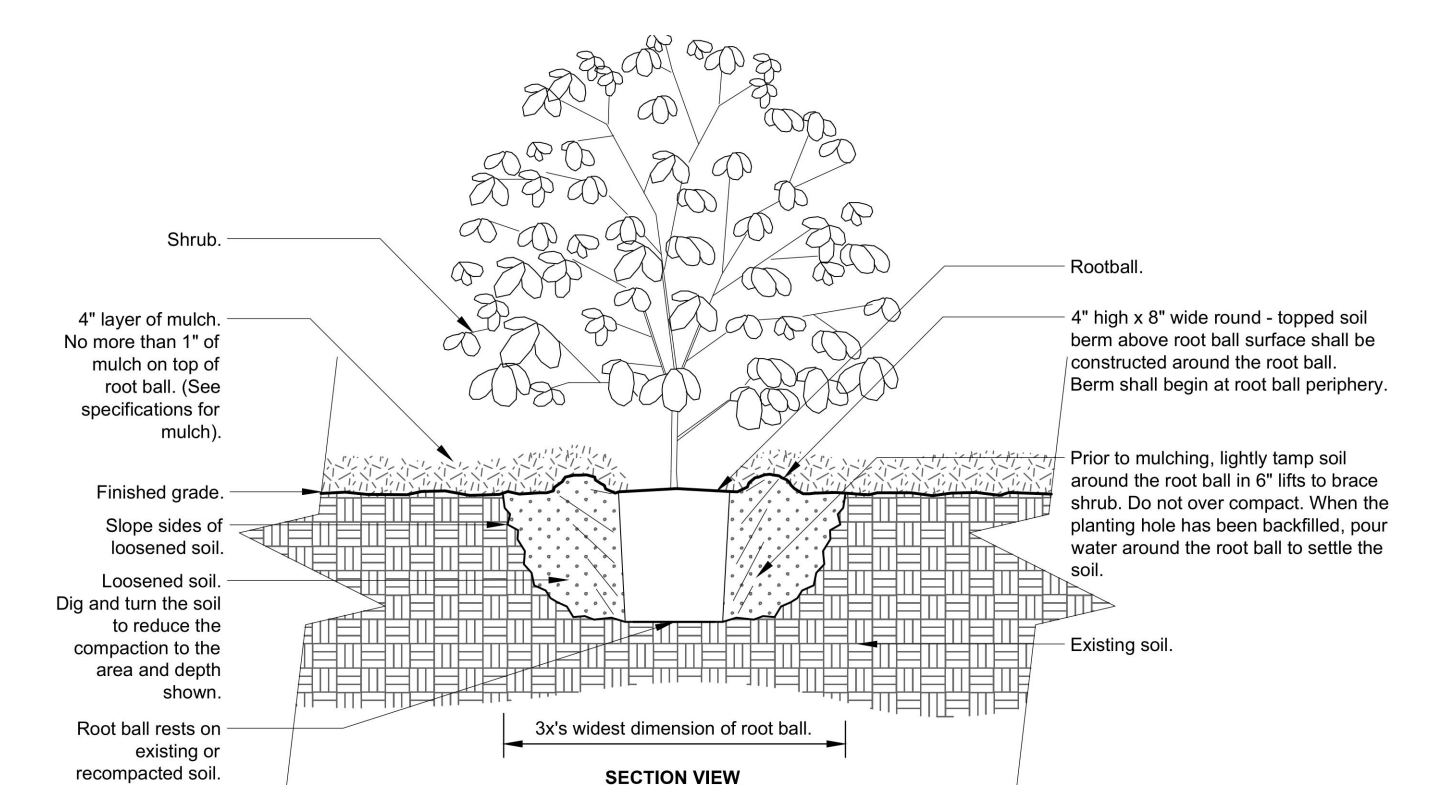 Shrub.
4" layer of mulch.
No more than 1" of
mulch on top of
root ball. (See
specifications for
mulch).
Finished grade.
Slope sides of
loosened soil.
Loosened soil.
Dig and turn the soil
to reduce the
compaction to the
area and depth
shown.
Root ball rests on
existing or
recompacted soil.
Rootball.
4" high x 8" wide round - topped soil
berm above root ball surface shall be
constructed around the root ball.
Berm shall begin at root ball periphery.
Prior to mulching, lightly tamp soil
around the root ball in 6" lifts to brace
shrub. Do not over compact. When the
planting hole has been backfilled, pour
water around the root ball to settle the
soil.
Existing soil.
3x's widest dimension of root ball.
SECTION VIEW